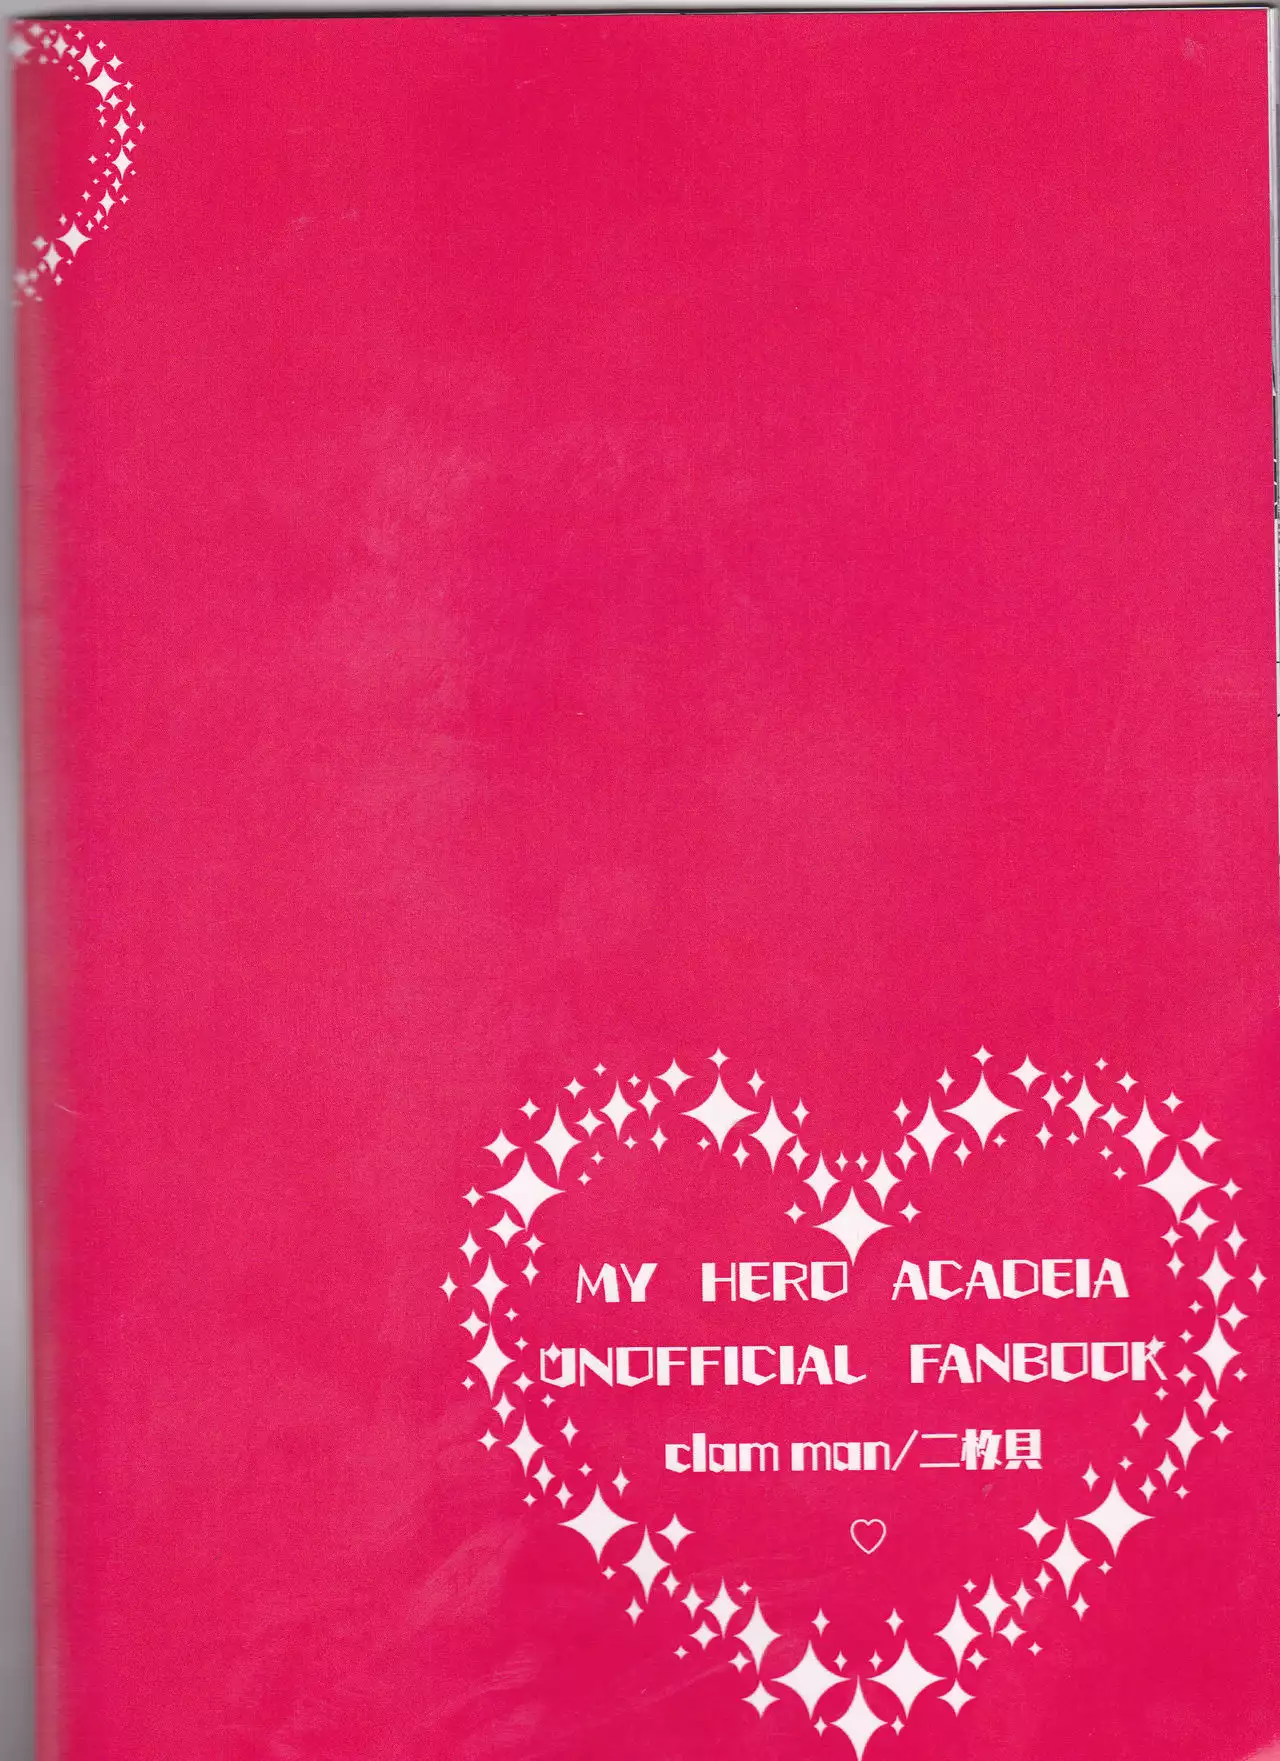 MY HERO ACADEIA
UNOFFICIAL FANBOOK
clam man/二枚貝
♡